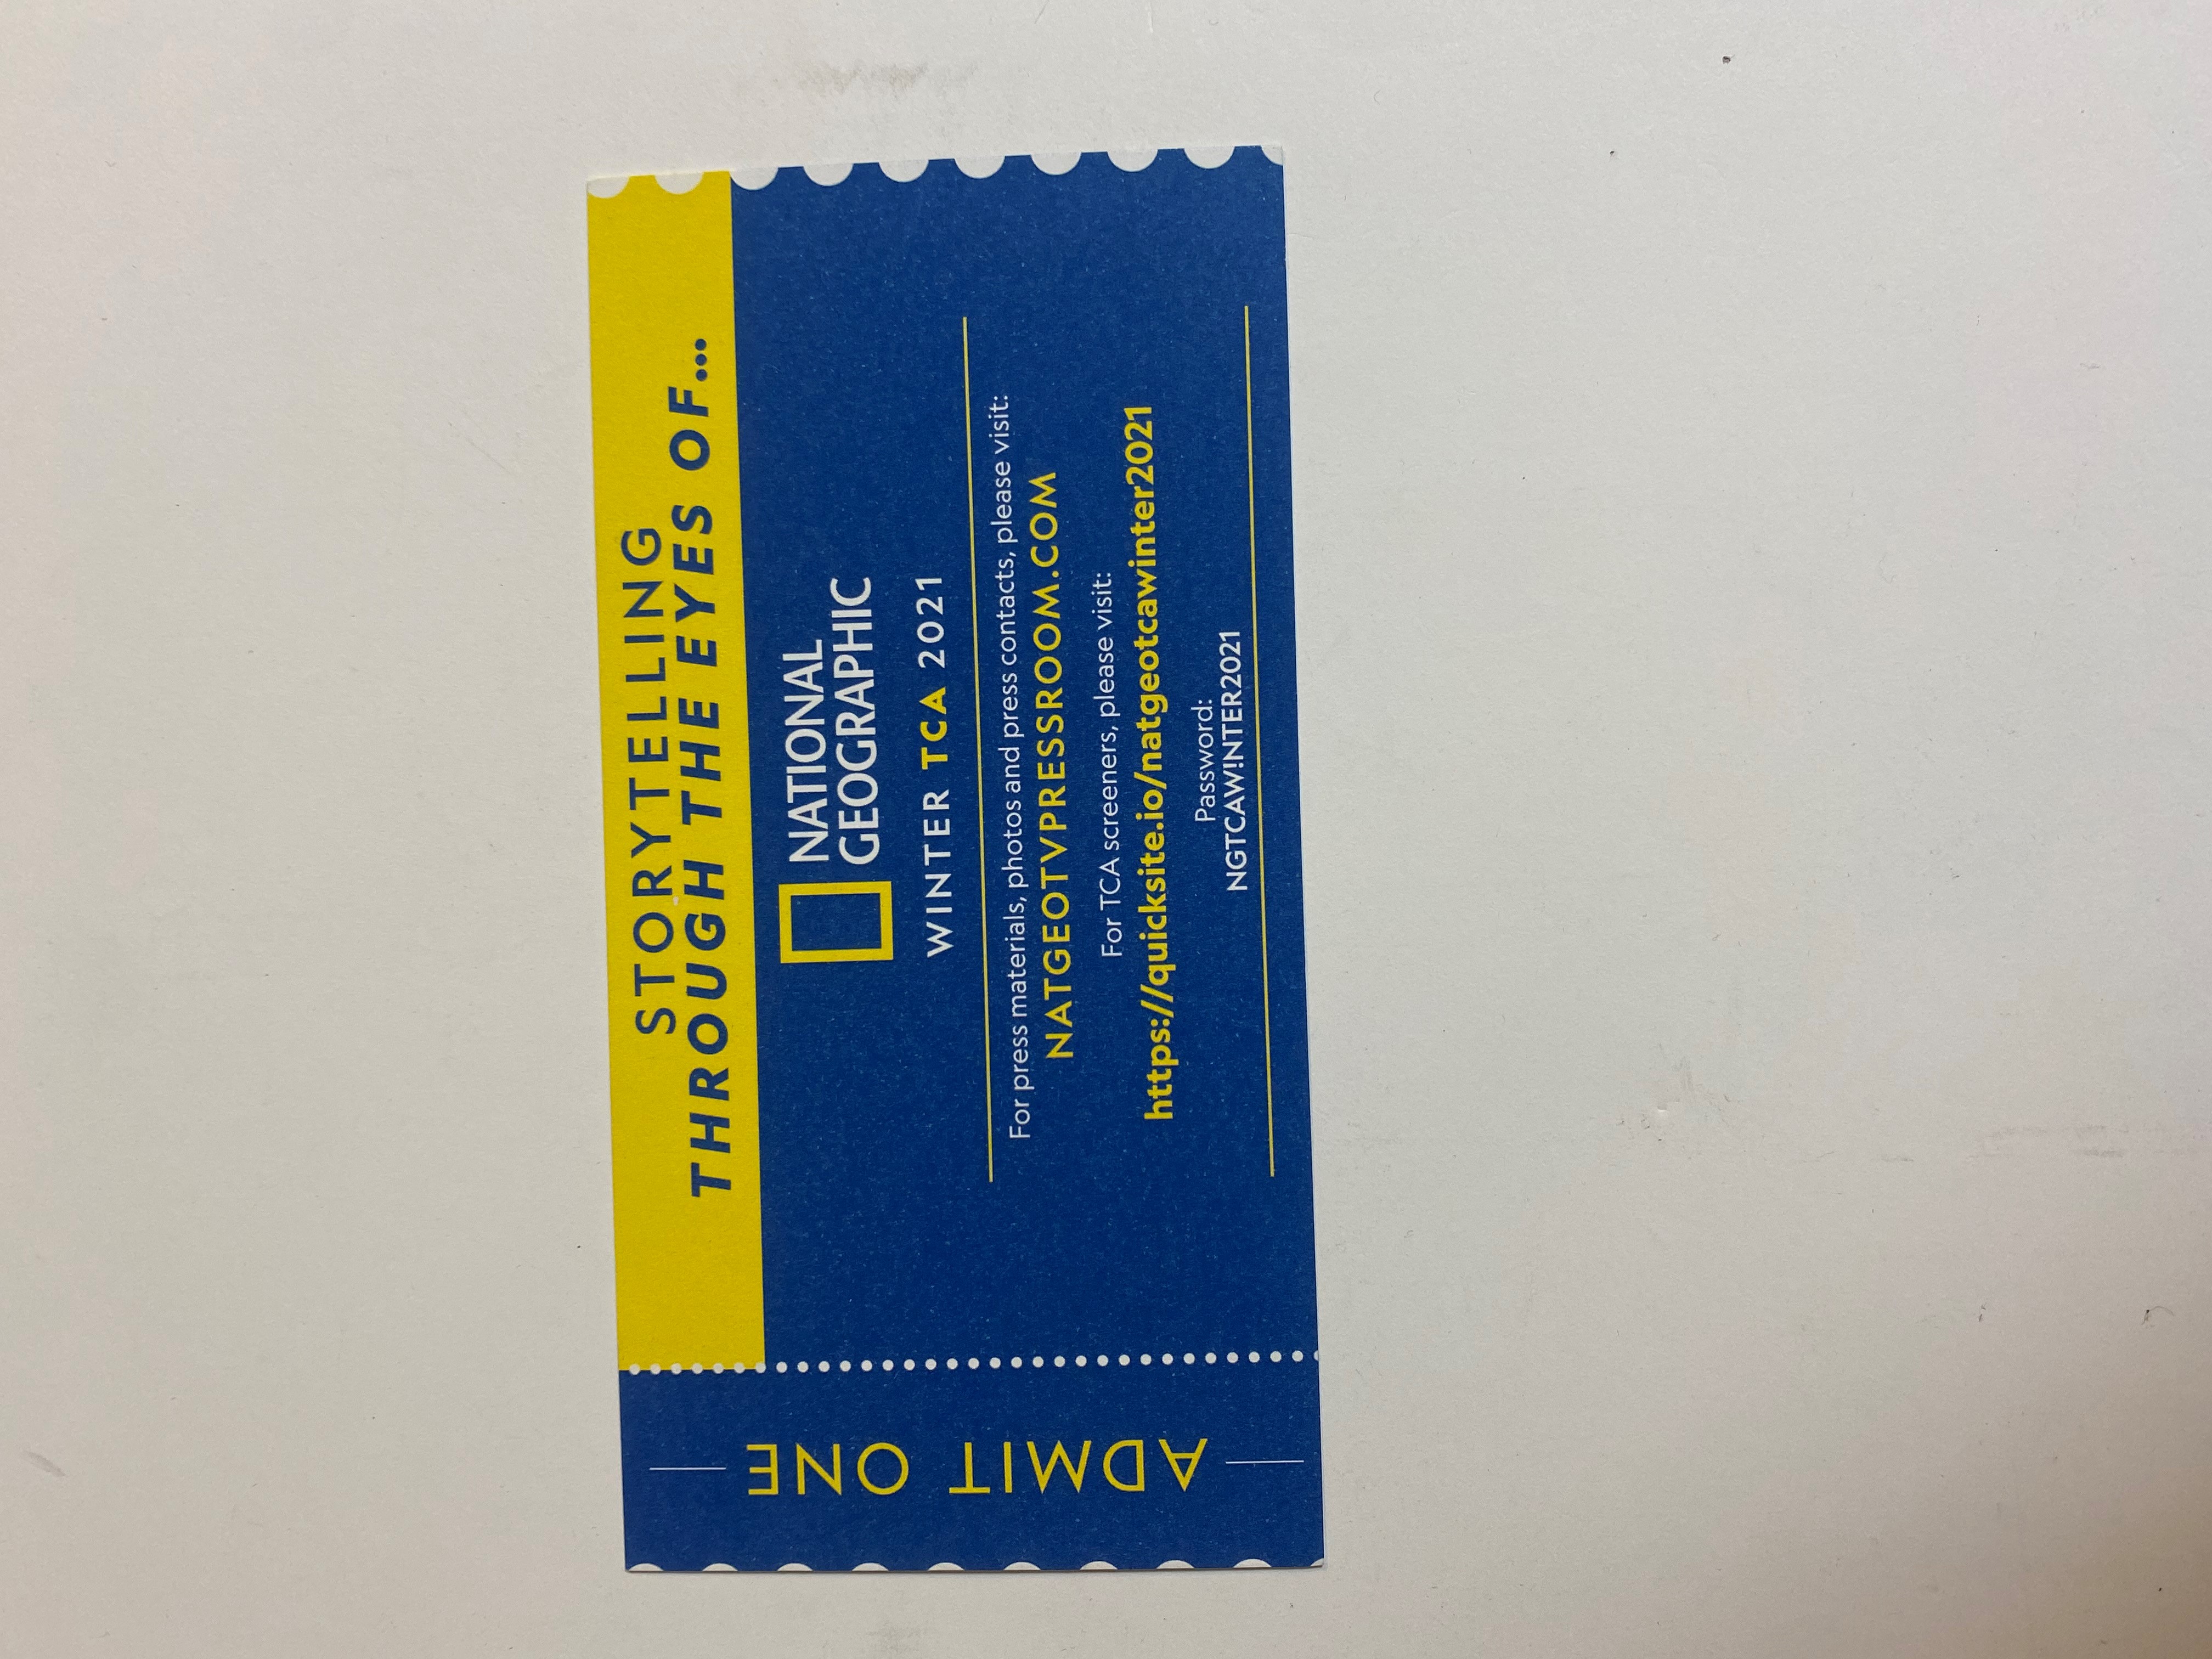 STORYTELLING
THROUGH THE EYES OF...
NATIONAL
GEOGRAPHIC
WINTER TCA 2021
For press materials, photos and press contacts, please visit:
NATGEOTVPRESSROOM.COM
For TCA screeners, please visit:
https://quicksite.io/natgeotcawinter2021
Password:
NGTCAW!NTER2021
ADMIT ONE